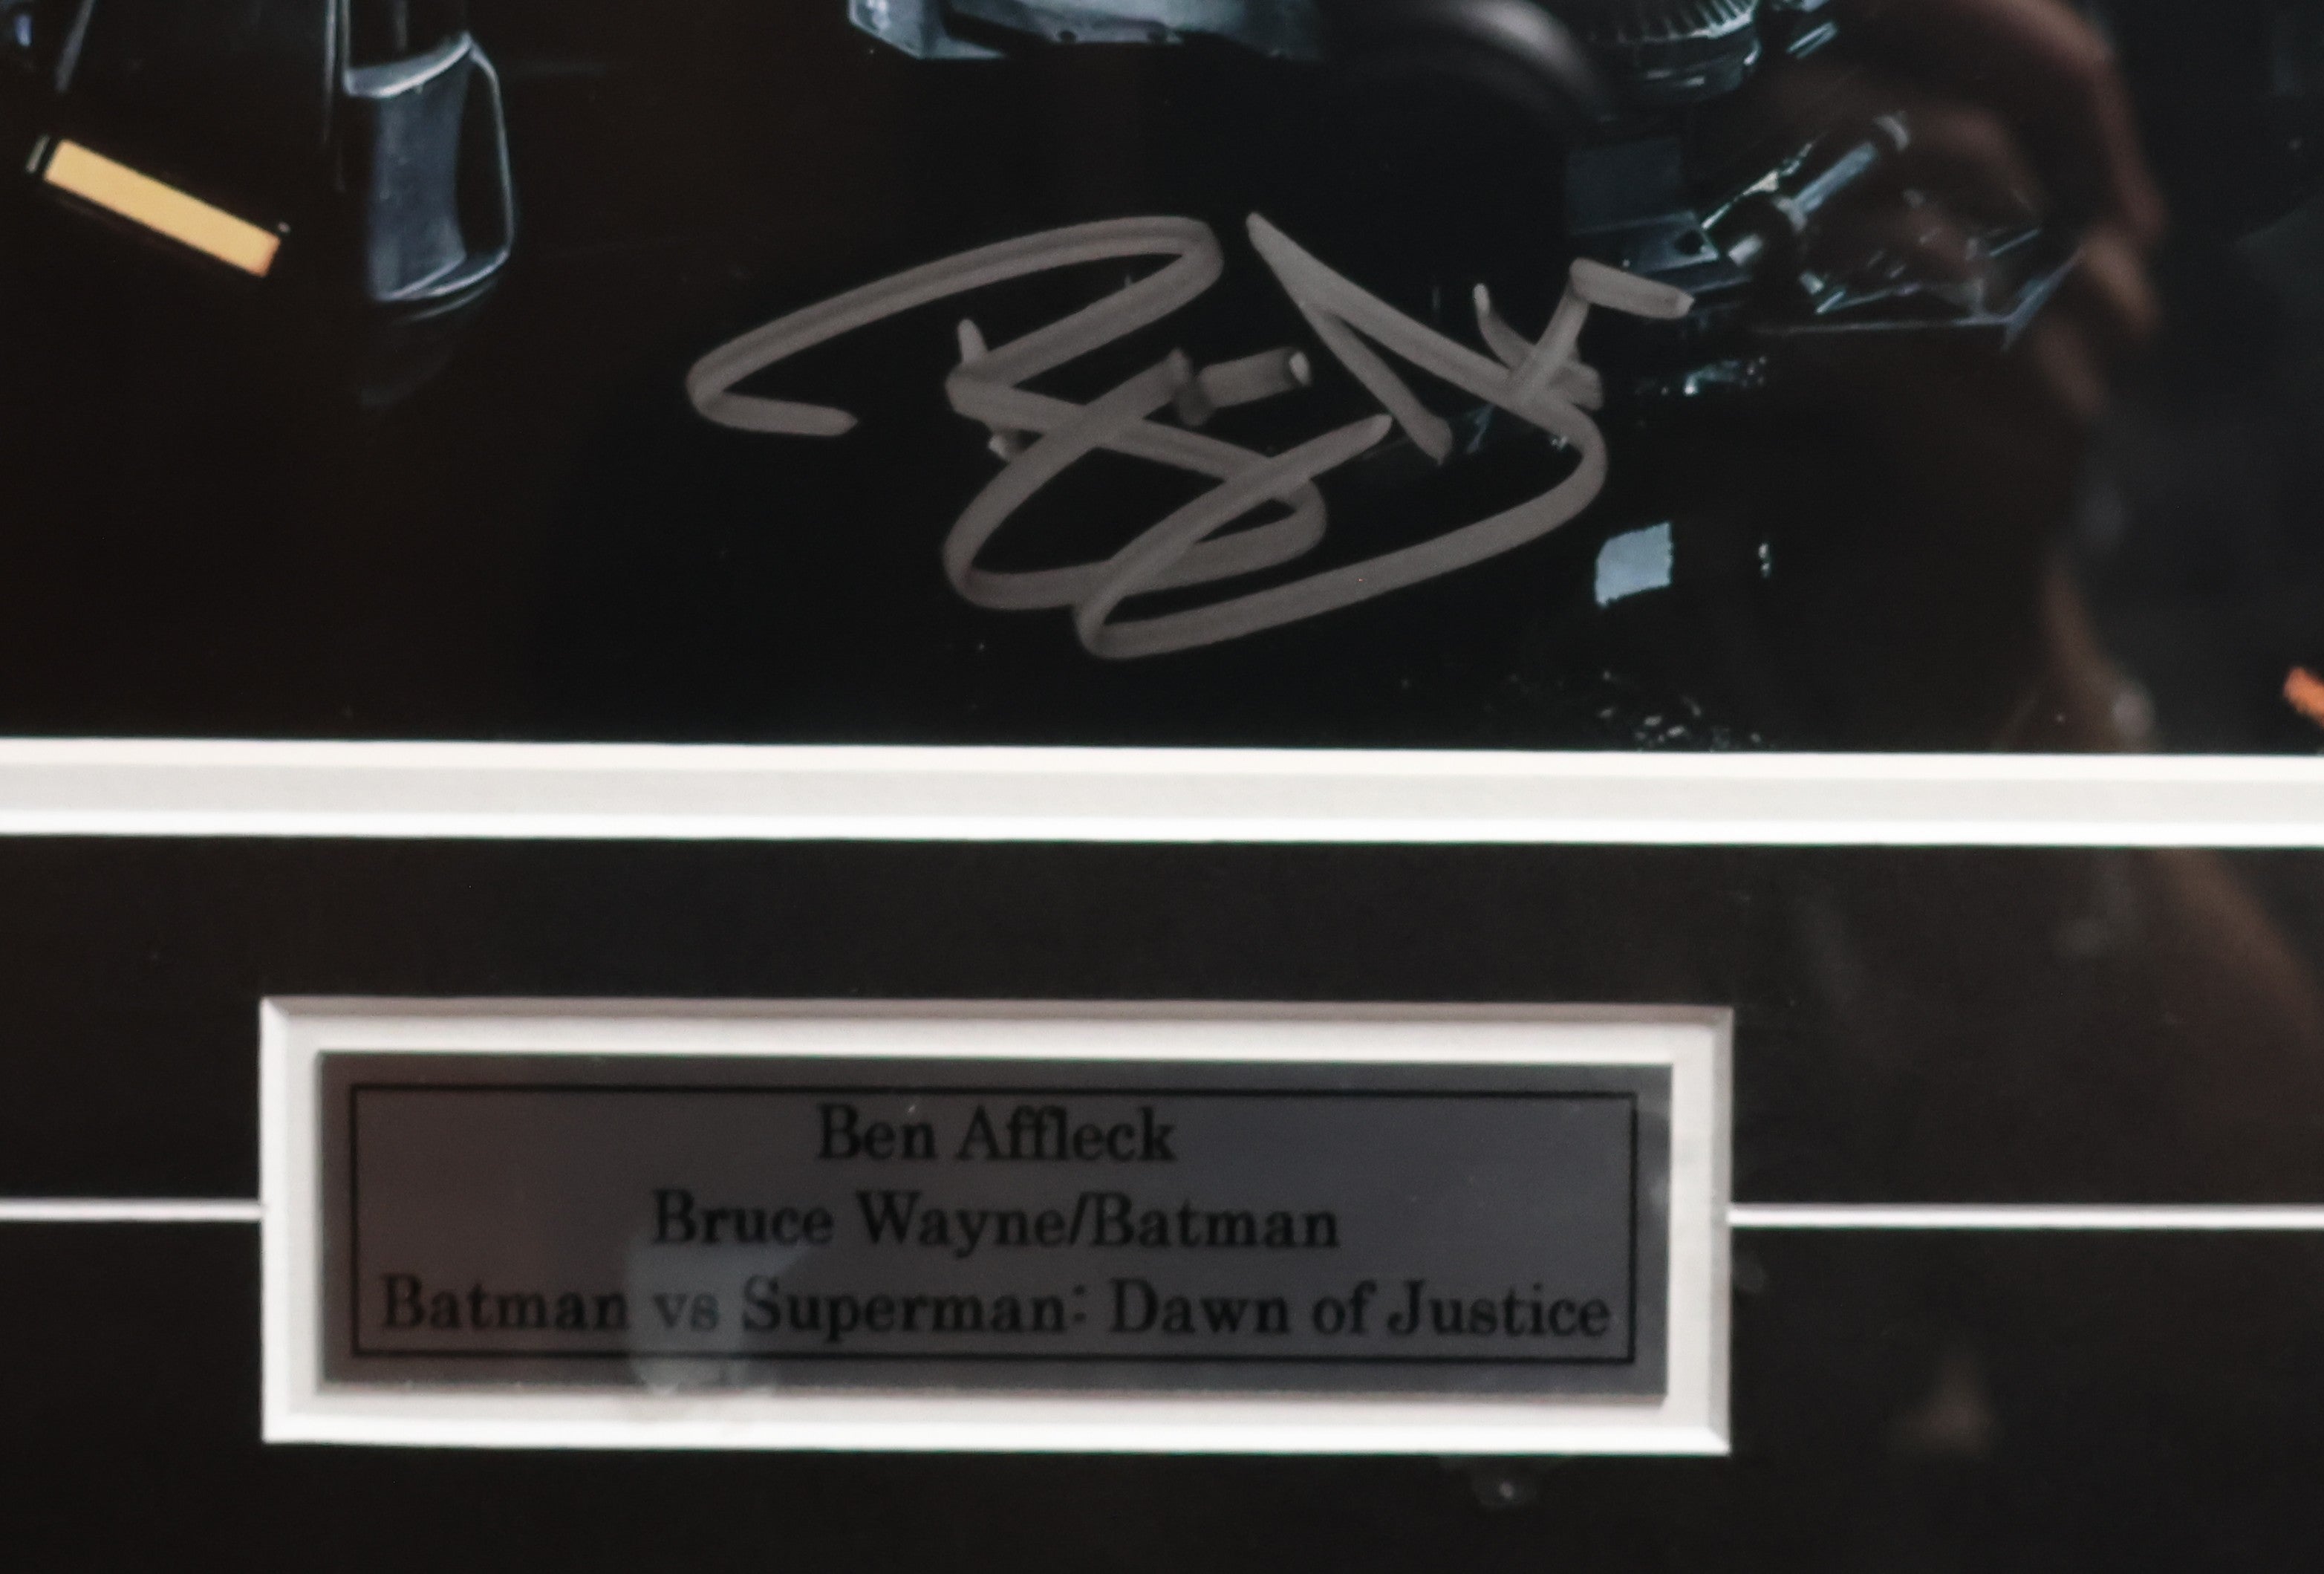 Ben Affleck
Bruce Wayne/Batman
Batman vs Superman: Dawn of Justice